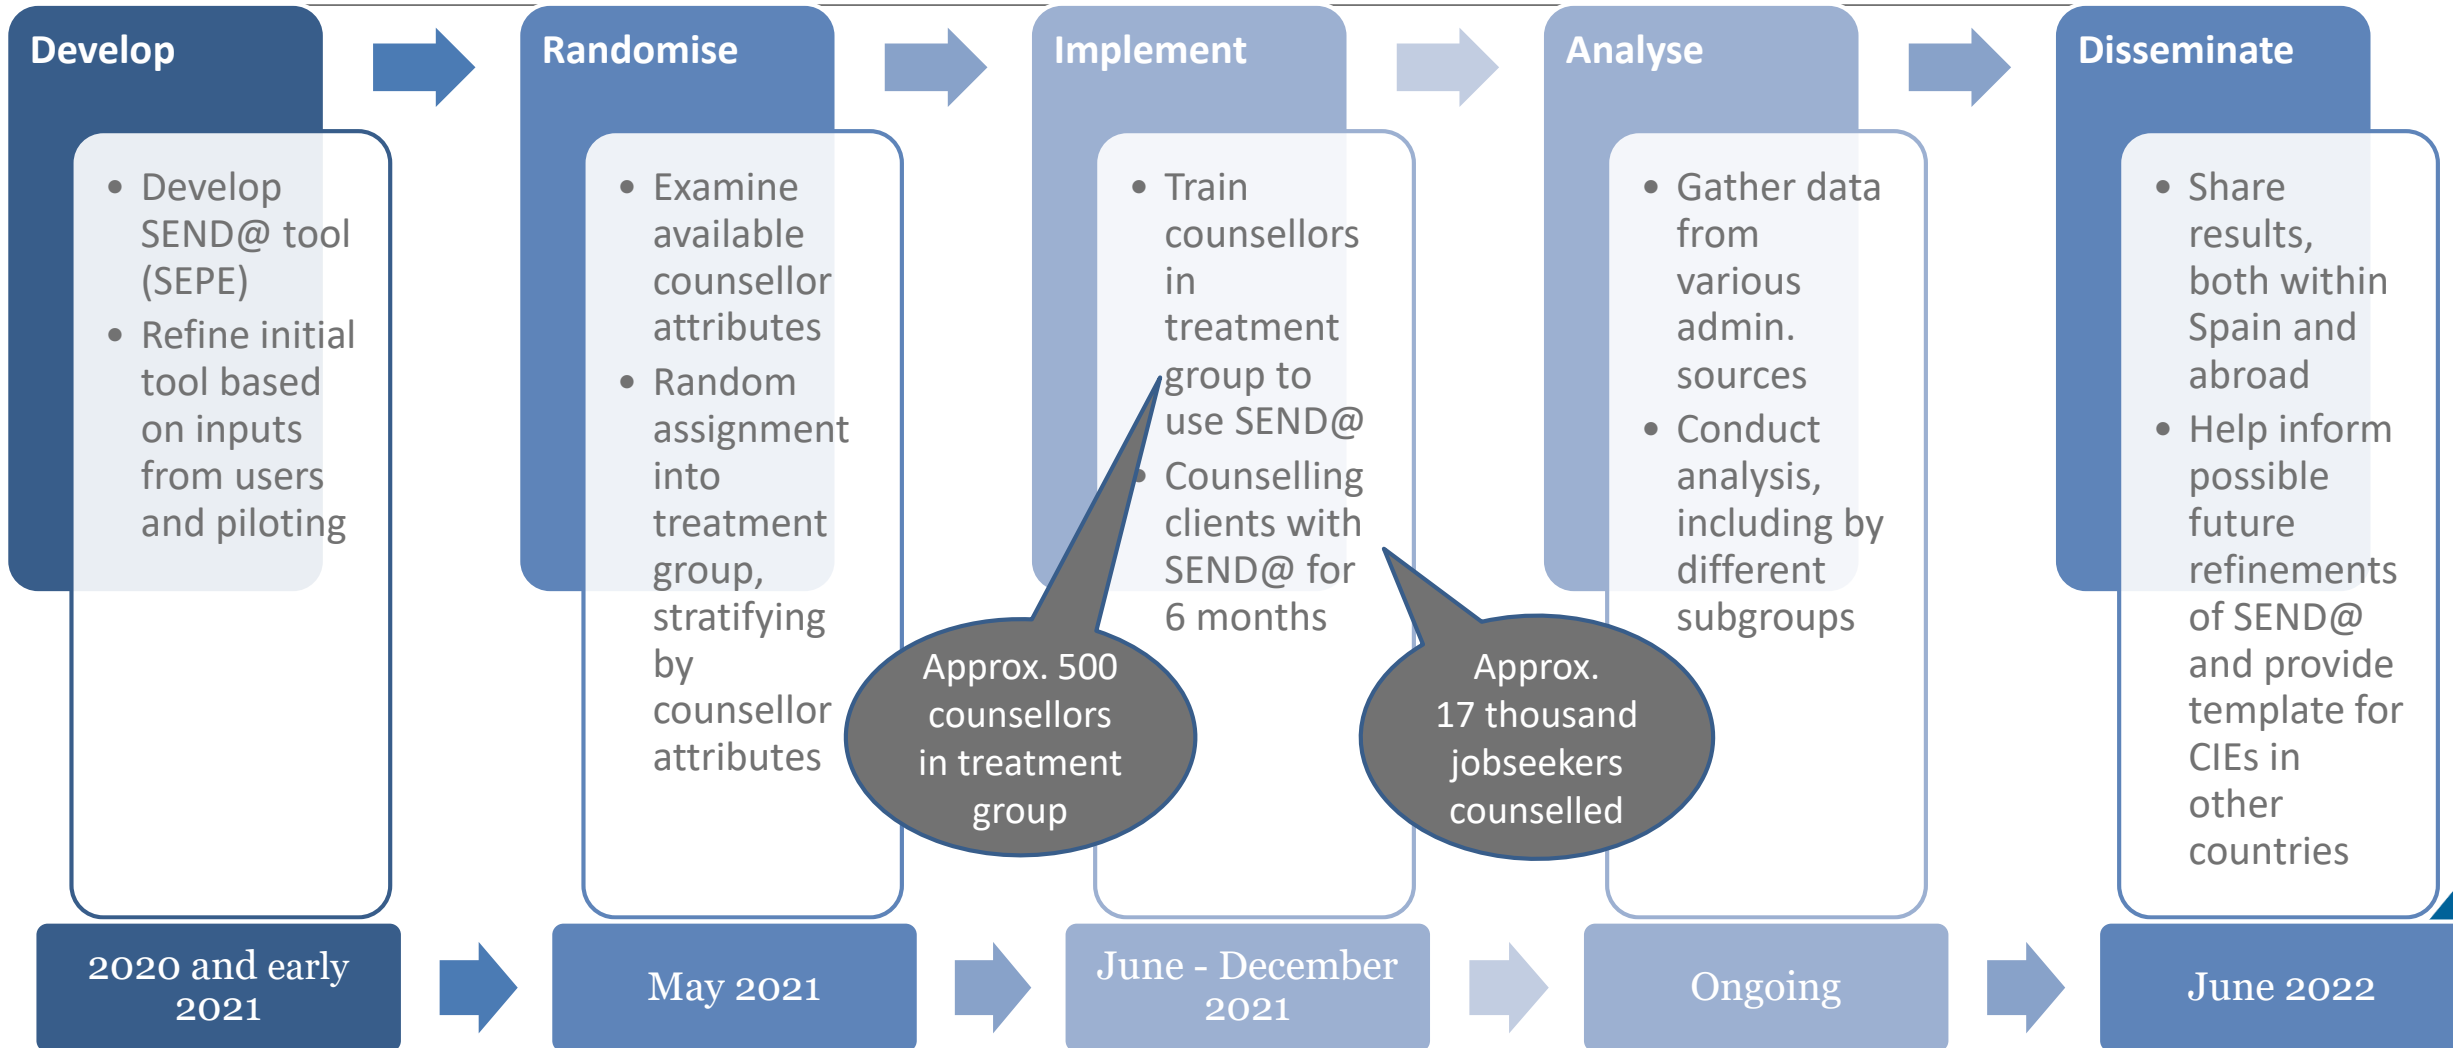 Develop
• Develop
SEND@ tool
(SEPE)
• Refine initial
tool based
on inputs
from users
and piloting
2020 and early
2021
Randomise
• Examine
available
counsellor
attributes
• Random
assignment
into
treatment
group,
stratifying
by
counsellor
attributes
May 2021
Implement
• Train
counsellors
in
treatment
group to
use SEND@
• Counselling
clients with
SEND@ for
6 months
Approx. 500
counsellors
in treatment
group
Approx.
17 thousand
jobseekers
counselled
June - December
2021
Analyse
• Gather data
from
various
admin.
sources
• Conduct
analysis,
including by
different
subgroups
Ongoing
Disseminate
• Share
results,
both within
Spain and
abroad
• Help inform
possible
future
refinements
of SEND@
and provide
template for
CIEs in
other
countries
June 2022